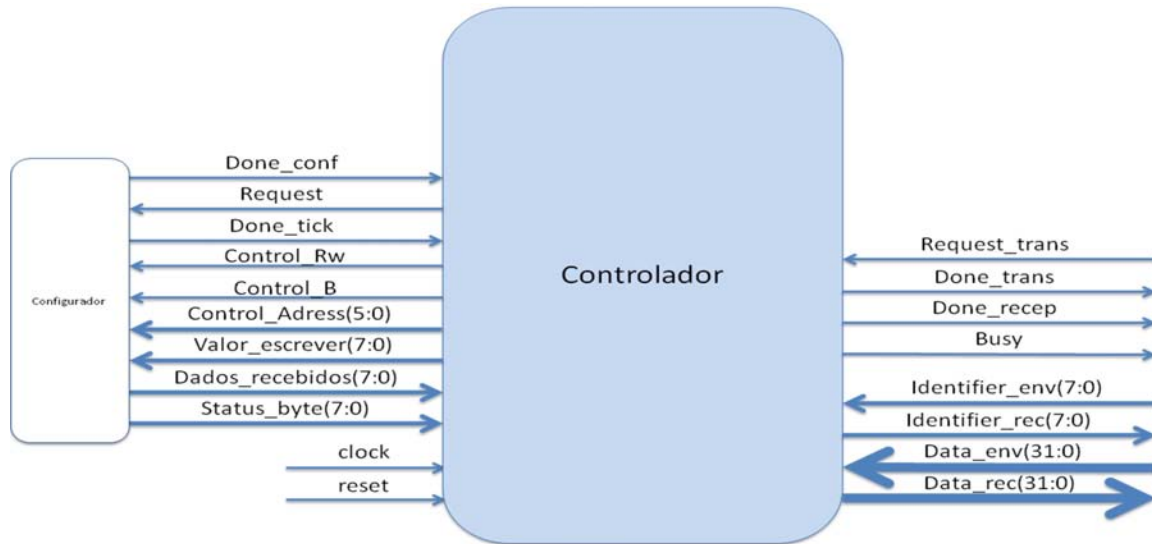 Configurador
Done_conf
Request
Done_tick
Control_Rw
Control_B
Control_Adress(5:0)
Valor_escrever(7:0)
Dados_recebidos(7:0)
Status_byte(7:0)
clock
reset
Controlador
Request_trans
Done_trans
Done_recep
Busy
Identifier_env(7:0)
Identifier_rec(7:0)
Data_env(31:0)
Data_rec(31:0)